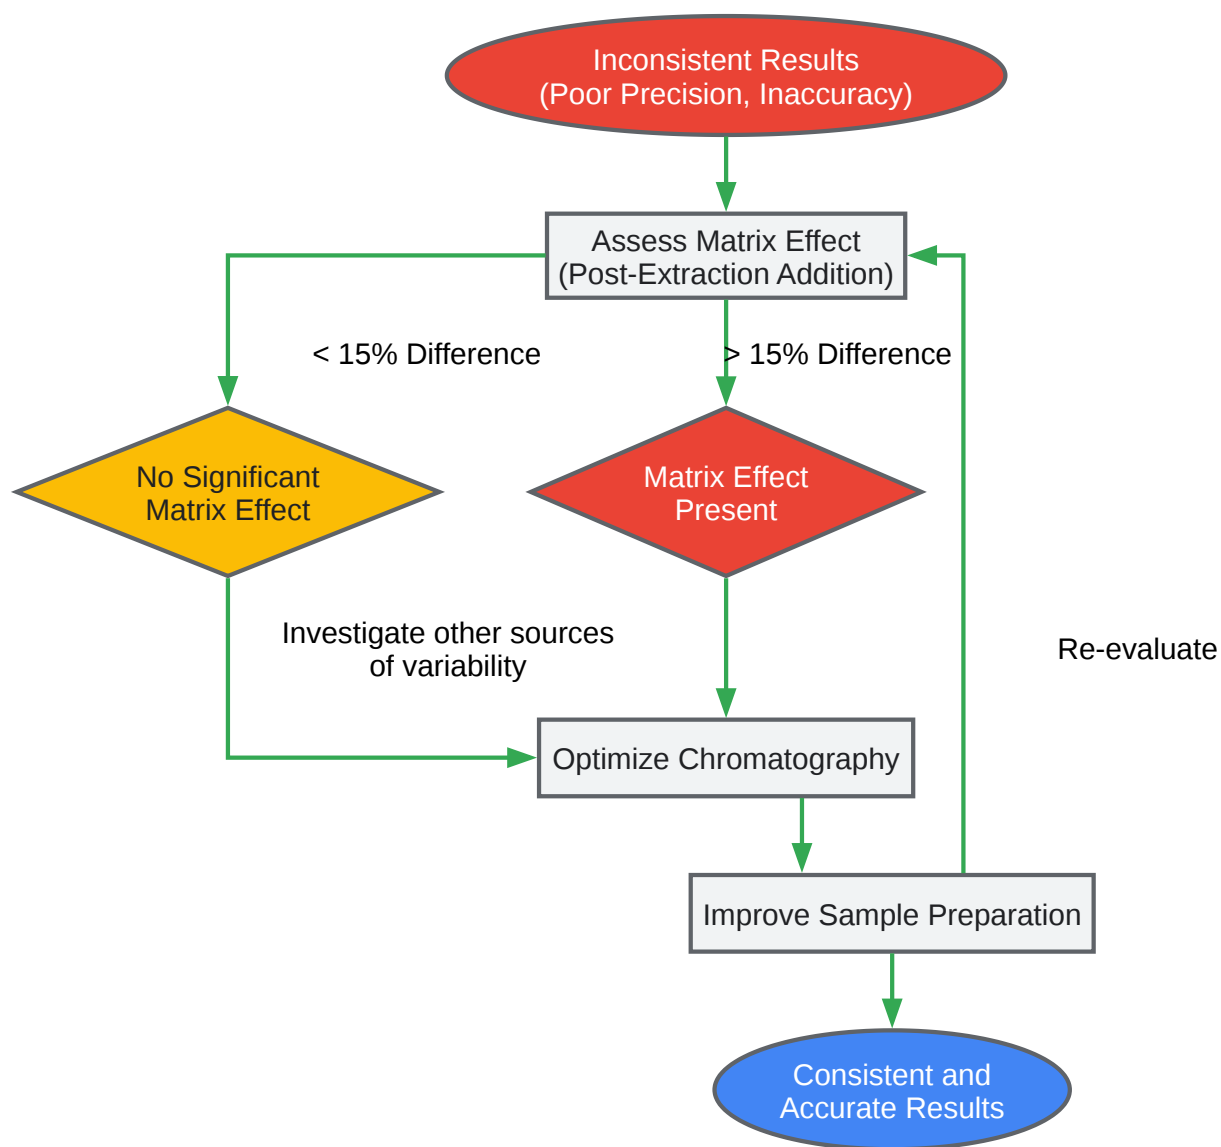 Inconsistent Results
(Poor Precision, Inaccuracy)
Assess Matrix Effect
(Post-Extraction Addition)
< 15% Difference
> 15% Difference
No Significant
Matrix Effect
Matrix Effect
Present
Investigate other sources
of variability
Re-evaluate
Optimize Chromatography
Improve Sample Preparation
Consistent and
Accurate Results